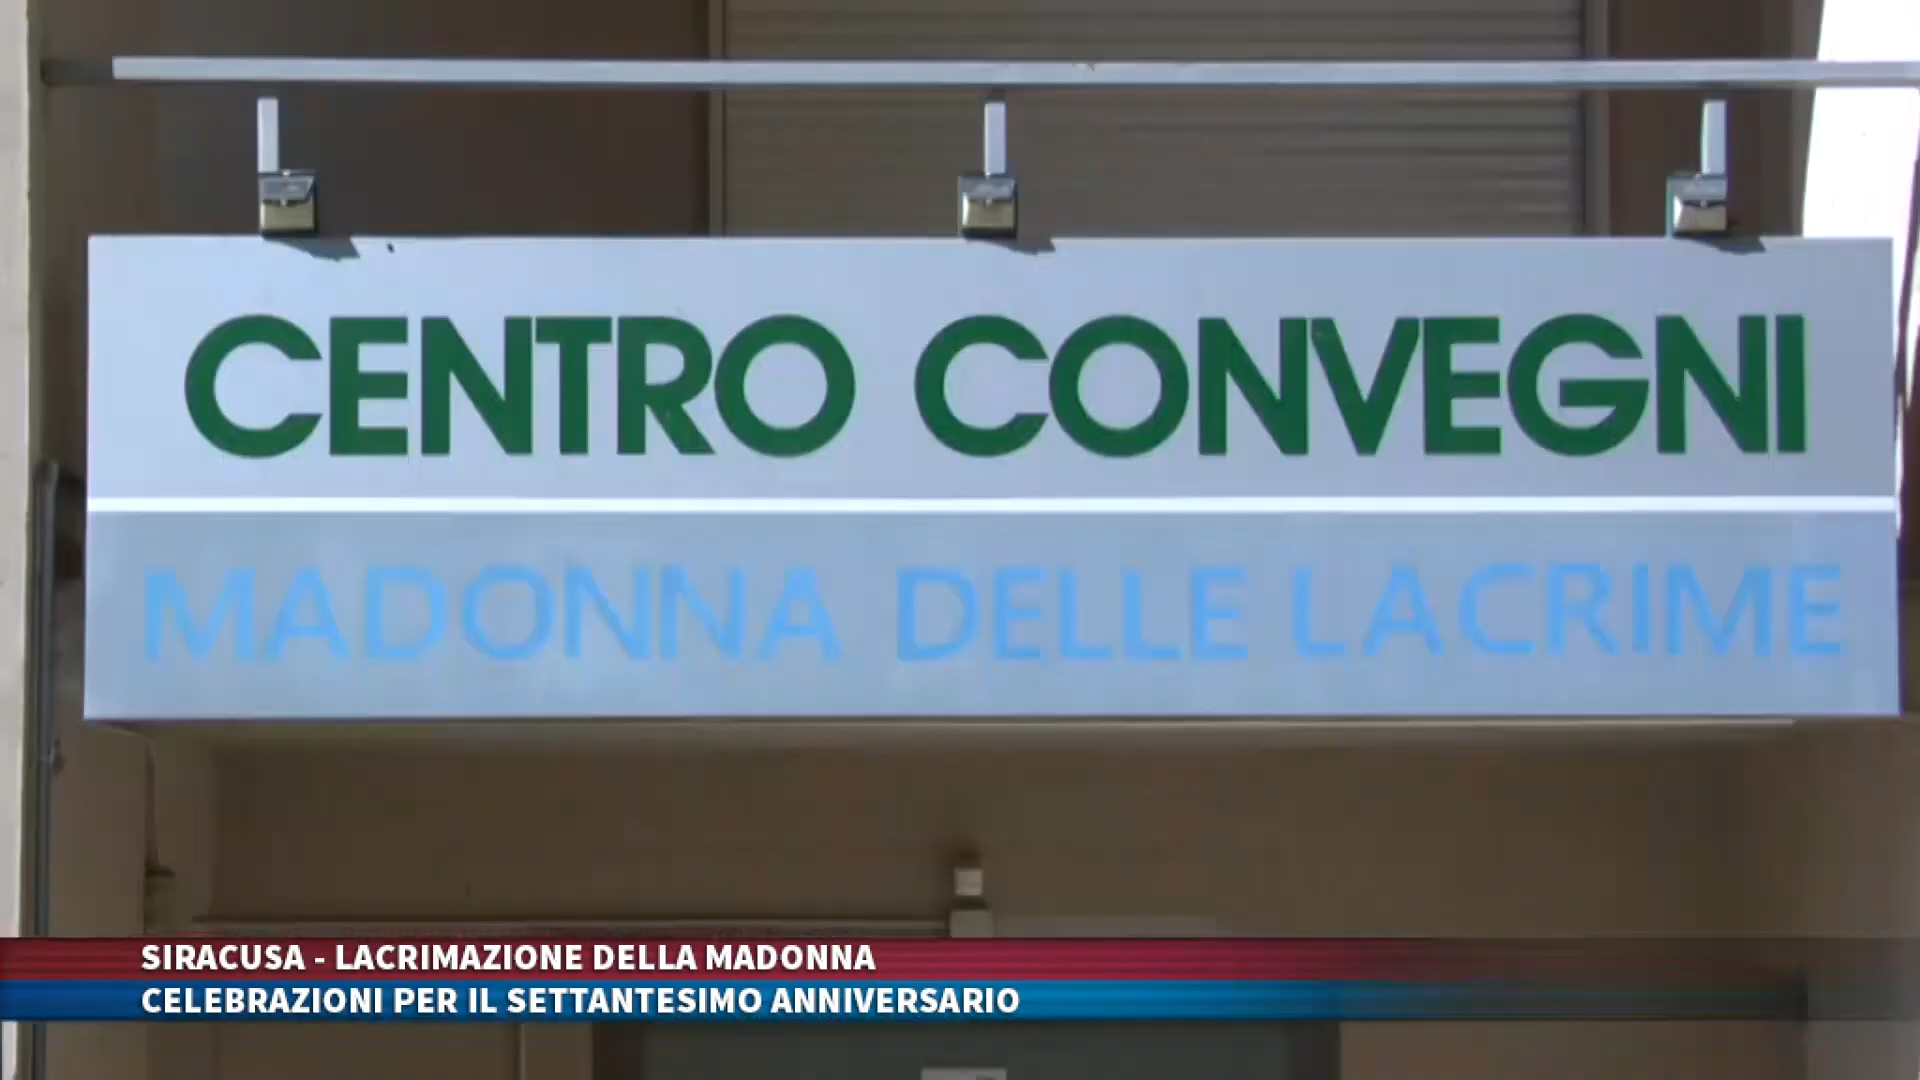 CENTRO CONVEGNI
MADONNA DELLE LACRIME
SIRACUSA - LACRIMAZIONE DELLA MADONNA
CELEBRAZIONI PER IL SETTANTESIMO ANNIVERSARIO